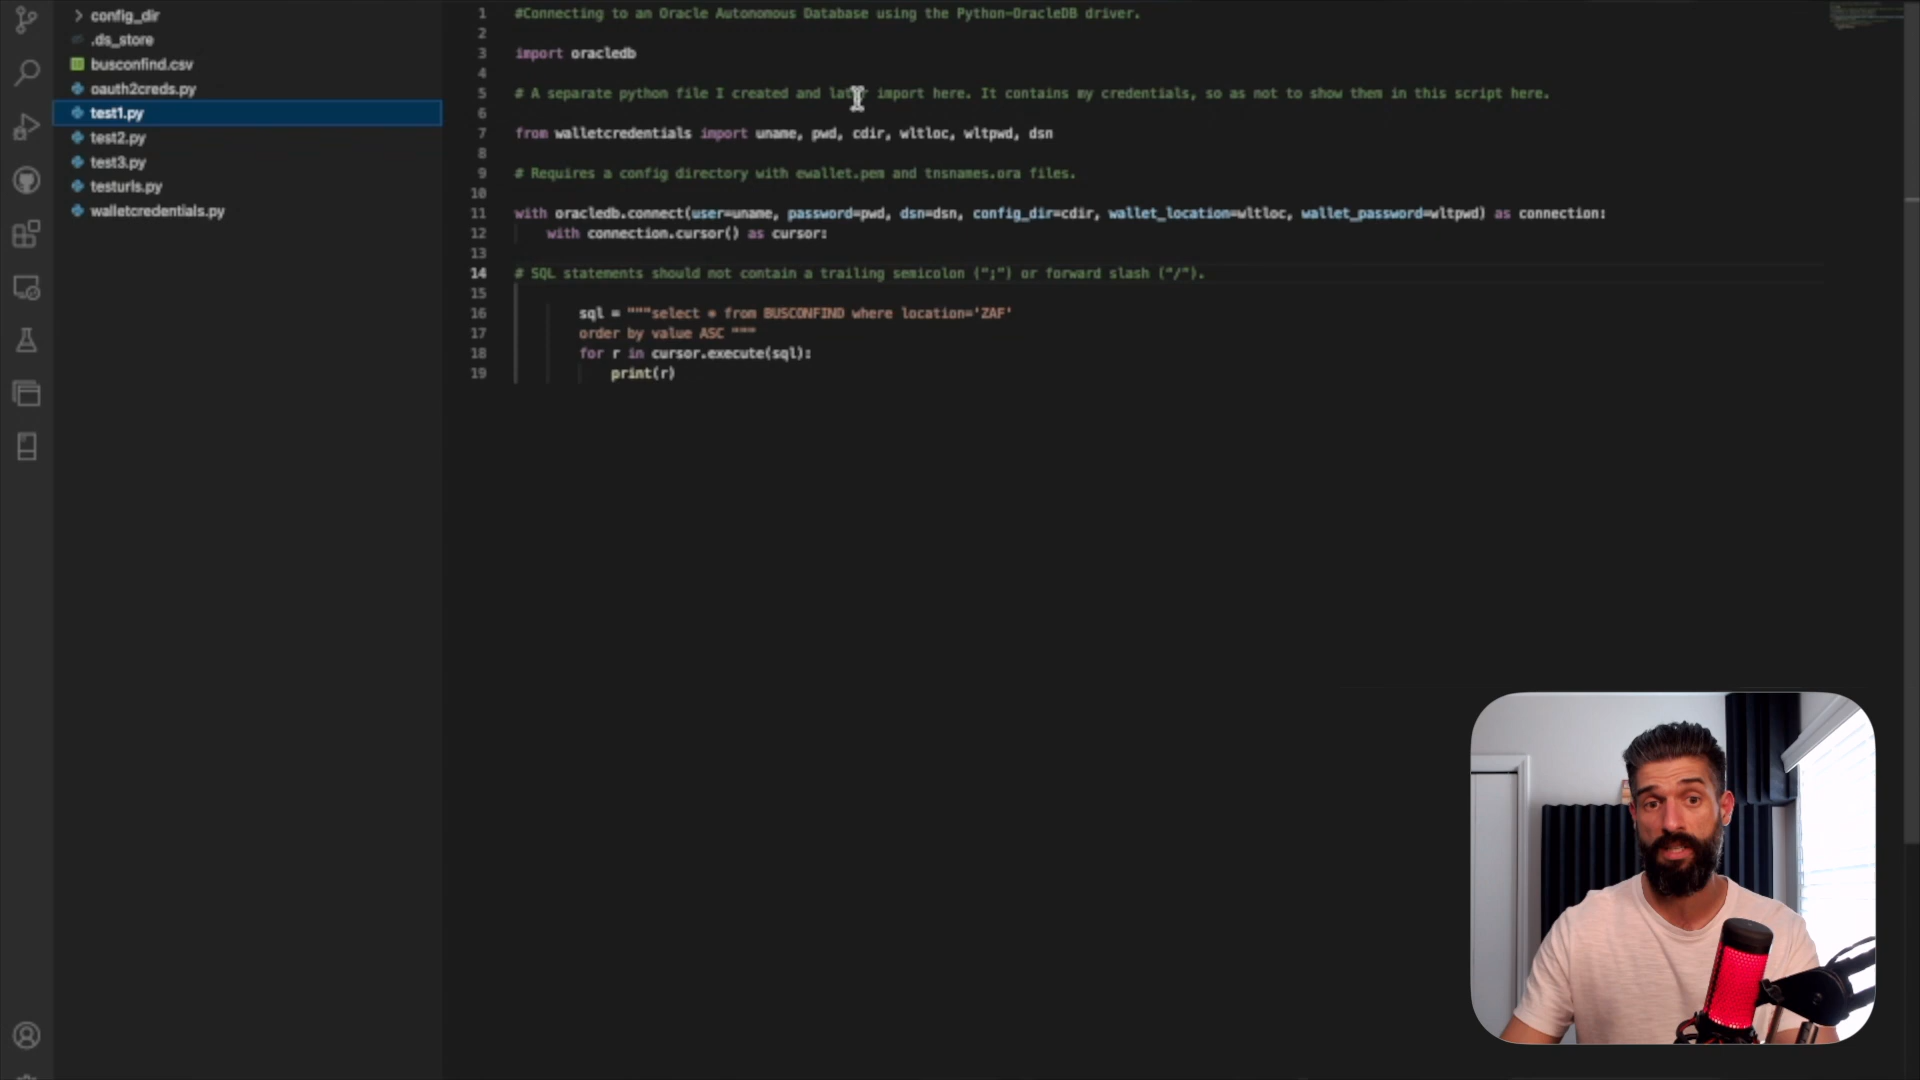 config_dir
.ds_store
busconfind.csv
oauth2creds.py
test1.py
test2.py
test3.py
testurls.py
walletcredentials.py
1 #Connecting to an Oracle Autonomous Database using the Python-OracleDB driver.
2
3 import oracledb
4
5 # A separate python file I created and later import here. It contains my credentials, so as not to show them in this script here.
6
7 from walletcredentials import uname, pwd, cdir, wltloc, wltpwd, dsn
8
9 # Requires a config directory with ewallet.pem and tnsnames.ora files.
10
11 with oracledb.connect(user=uname, password=pwd, dsn=dsn, config_dir=cdir, wallet_location=wltloc, wallet_password=wltpwd) as connection:
12 with connection.cursor() as cursor:
13
14 # SQL statements should not contain a trailing semicolon (";") or forward slash ("/").
15
16 sql = """select * from BUSCONFIND where location='ZAF'
17 order by value ASC """
18 for r in cursor.execute(sql):
19 print(r)